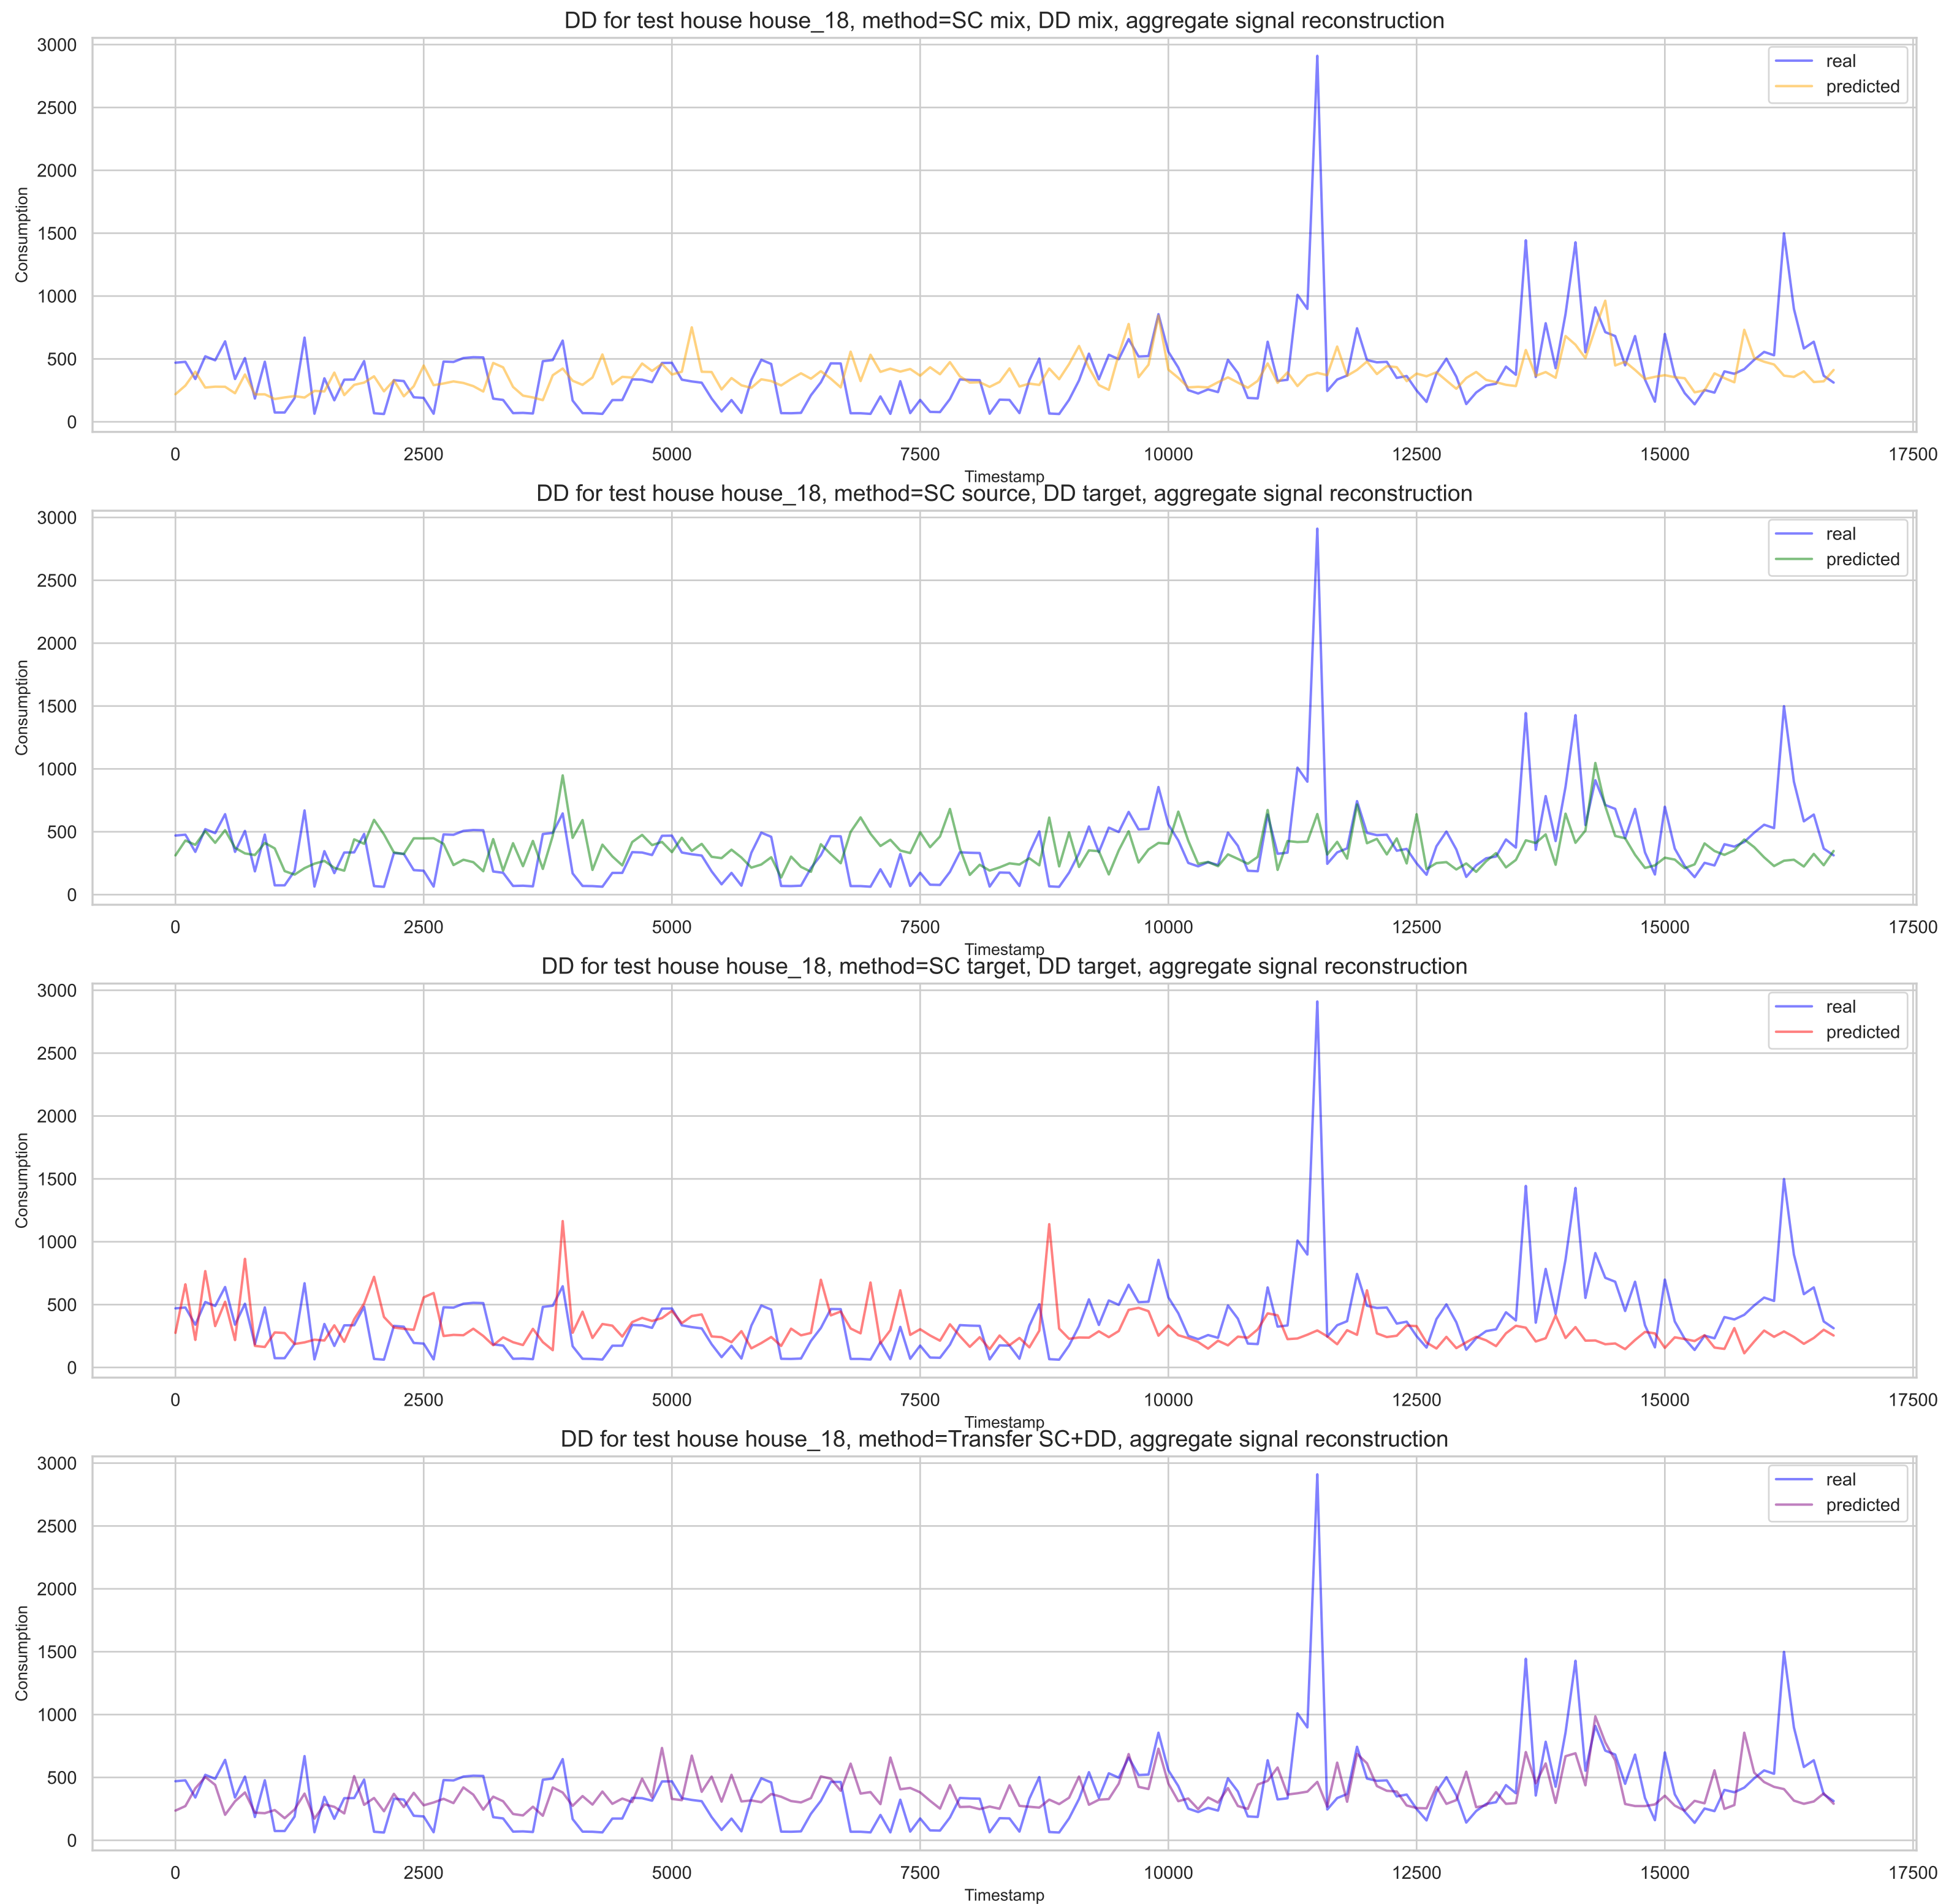 DD for test house house_18, method=SC mix, DD mix, aggregate signal reconstruction
3000
2500
2000
1500
1000
500
0
Consumption
real
predicted
0 2500 5000 7500 10000 12500 15000 17500
Timestamp
DD for test house house_18, method=SC source, DD target, aggregate signal reconstruction
3000
2500
2000
1500
1000
500
0
Consumption
real
predicted
0 2500 5000 7500 10000 12500 15000 17500
Timestamp
DD for test house house_18, method=SC target, DD target, aggregate signal reconstruction
3000
2500
2000
1500
1000
500
0
Consumption
real
predicted
0 2500 5000 7500 10000 12500 15000 17500
Timestamp
DD for test house house_18, method=Transfer SC+DD, aggregate signal reconstruction
3000
2500
2000
1500
1000
500
0
Consumption
real
predicted
0 2500 5000 7500 10000 12500 15000 17500
Timestamp